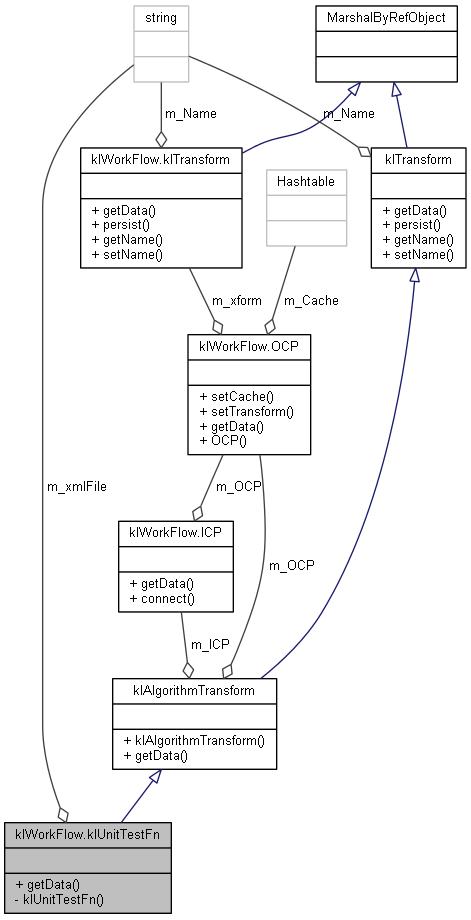 string
MarshalByRefObject
m_Name
m_Name
klWorkFlow.klTransform
+ getData()
+ persist()
+ getName()
+ setName()
Hashtable
klTransform
+ getData()
+ persist()
+ getName()
+ setName()
m_xform
m_Cache
klWorkFlow.OCP
+ setCache()
+ setTransform()
+ getData()
+ OCP()
m_xmlFile
m_OCP
klWorkFlow.ICP
+ getData()
+ connect()
m_OCP
m_ICP
klAlgorithmTransform
+ klAlgorithmTransform()
+ getData()
klWorkFlow.klUnitTestFn
+ getData()
- klUnitTestFn()